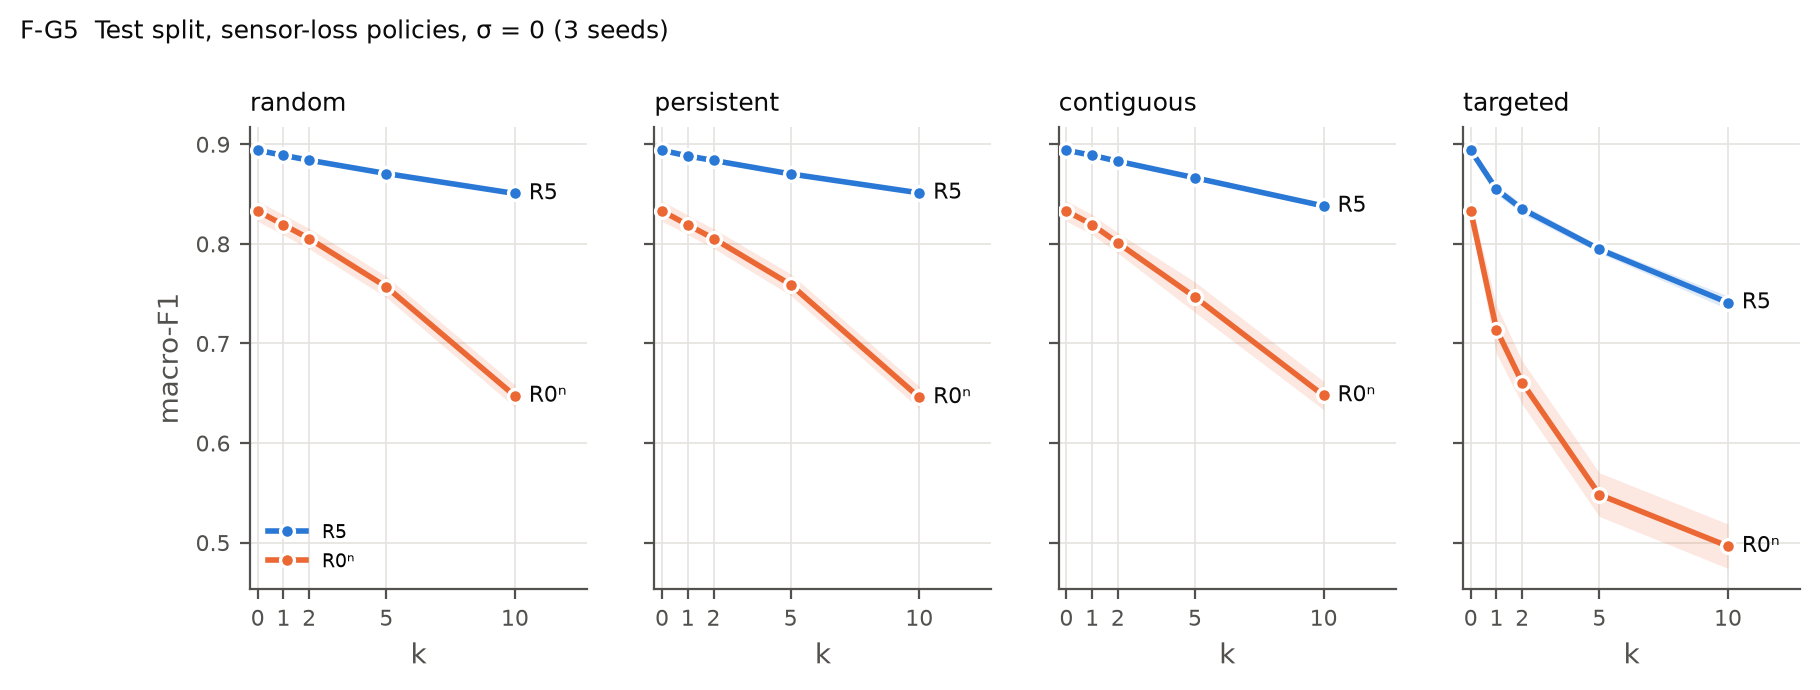 F-G5  Test split, sensor-loss policies, σ = 0 (3 seeds)
random
persistent
contiguous
targeted
macro-F1
0.9
0.8
0.7
0.6
0.5
R5
R0ⁿ
R5
R0ⁿ
0 1 2 5 10
k
R5
R0ⁿ
0 1 2 5 10
k
R5
R0ⁿ
0 1 2 5 10
k
R5
R0ⁿ
0 1 2 5 10
k